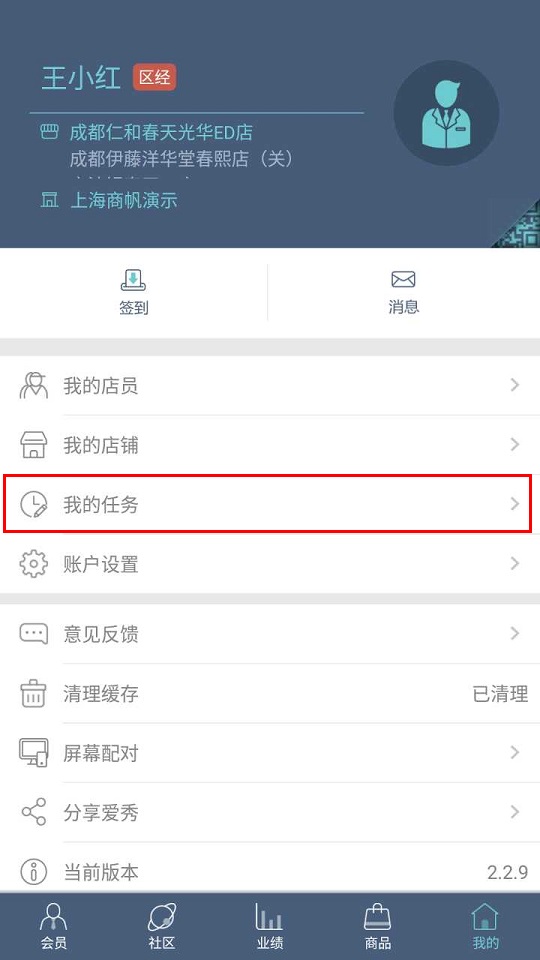 王小红 区经
成都仁和春天光华ED店
成都伊藤洋华堂春熙店（关）
上海商帆演示
签到 消息
我的店员
我的店铺
我的任务
账户设置
意见反馈
清理缓存 已清理
屏幕配对
分享爱秀
当前版本 2.2.9
会员 社区 业绩 商品 我的